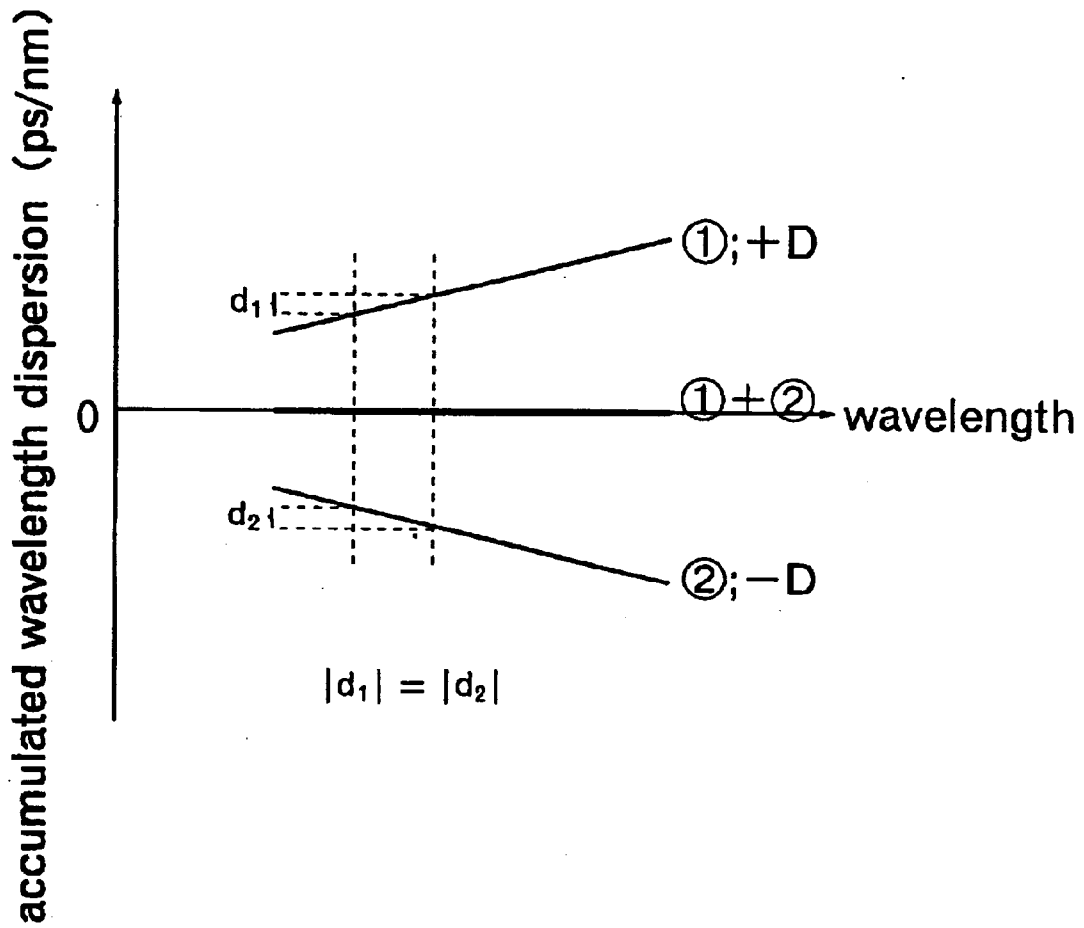 accumulated wavelength dispersion (ps/nm)
①;+D
d₁
0
①+②
wavelength
d₂
②;−D
|d₁| = |d₂|